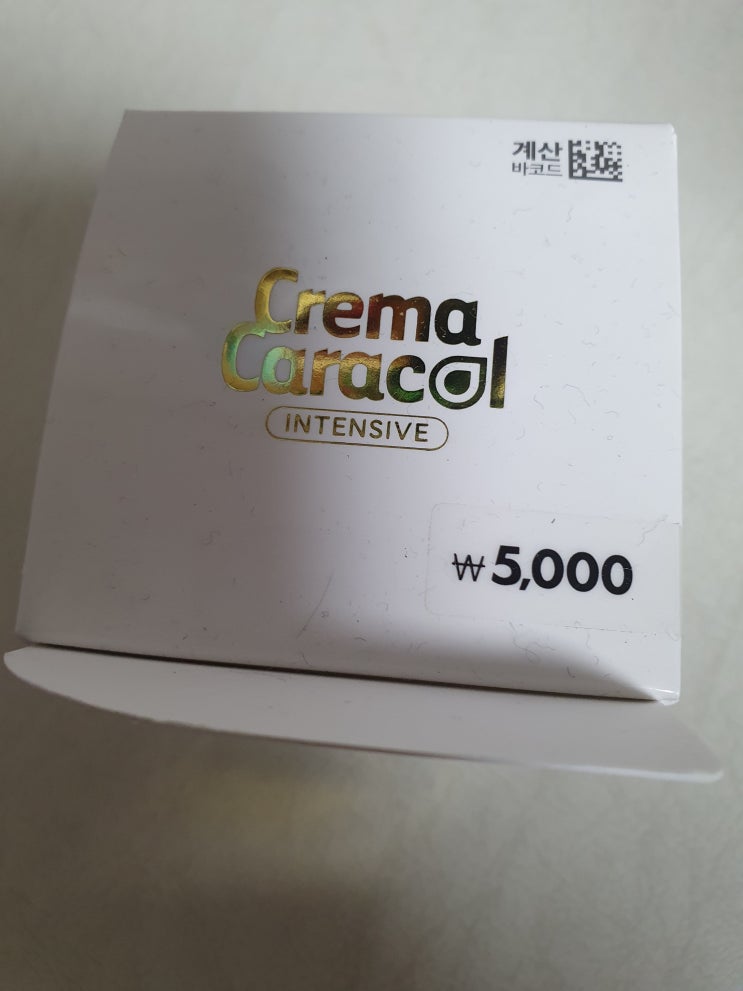 계산
바코드
Crema
Caracol
INTENSIVE
₩5,000